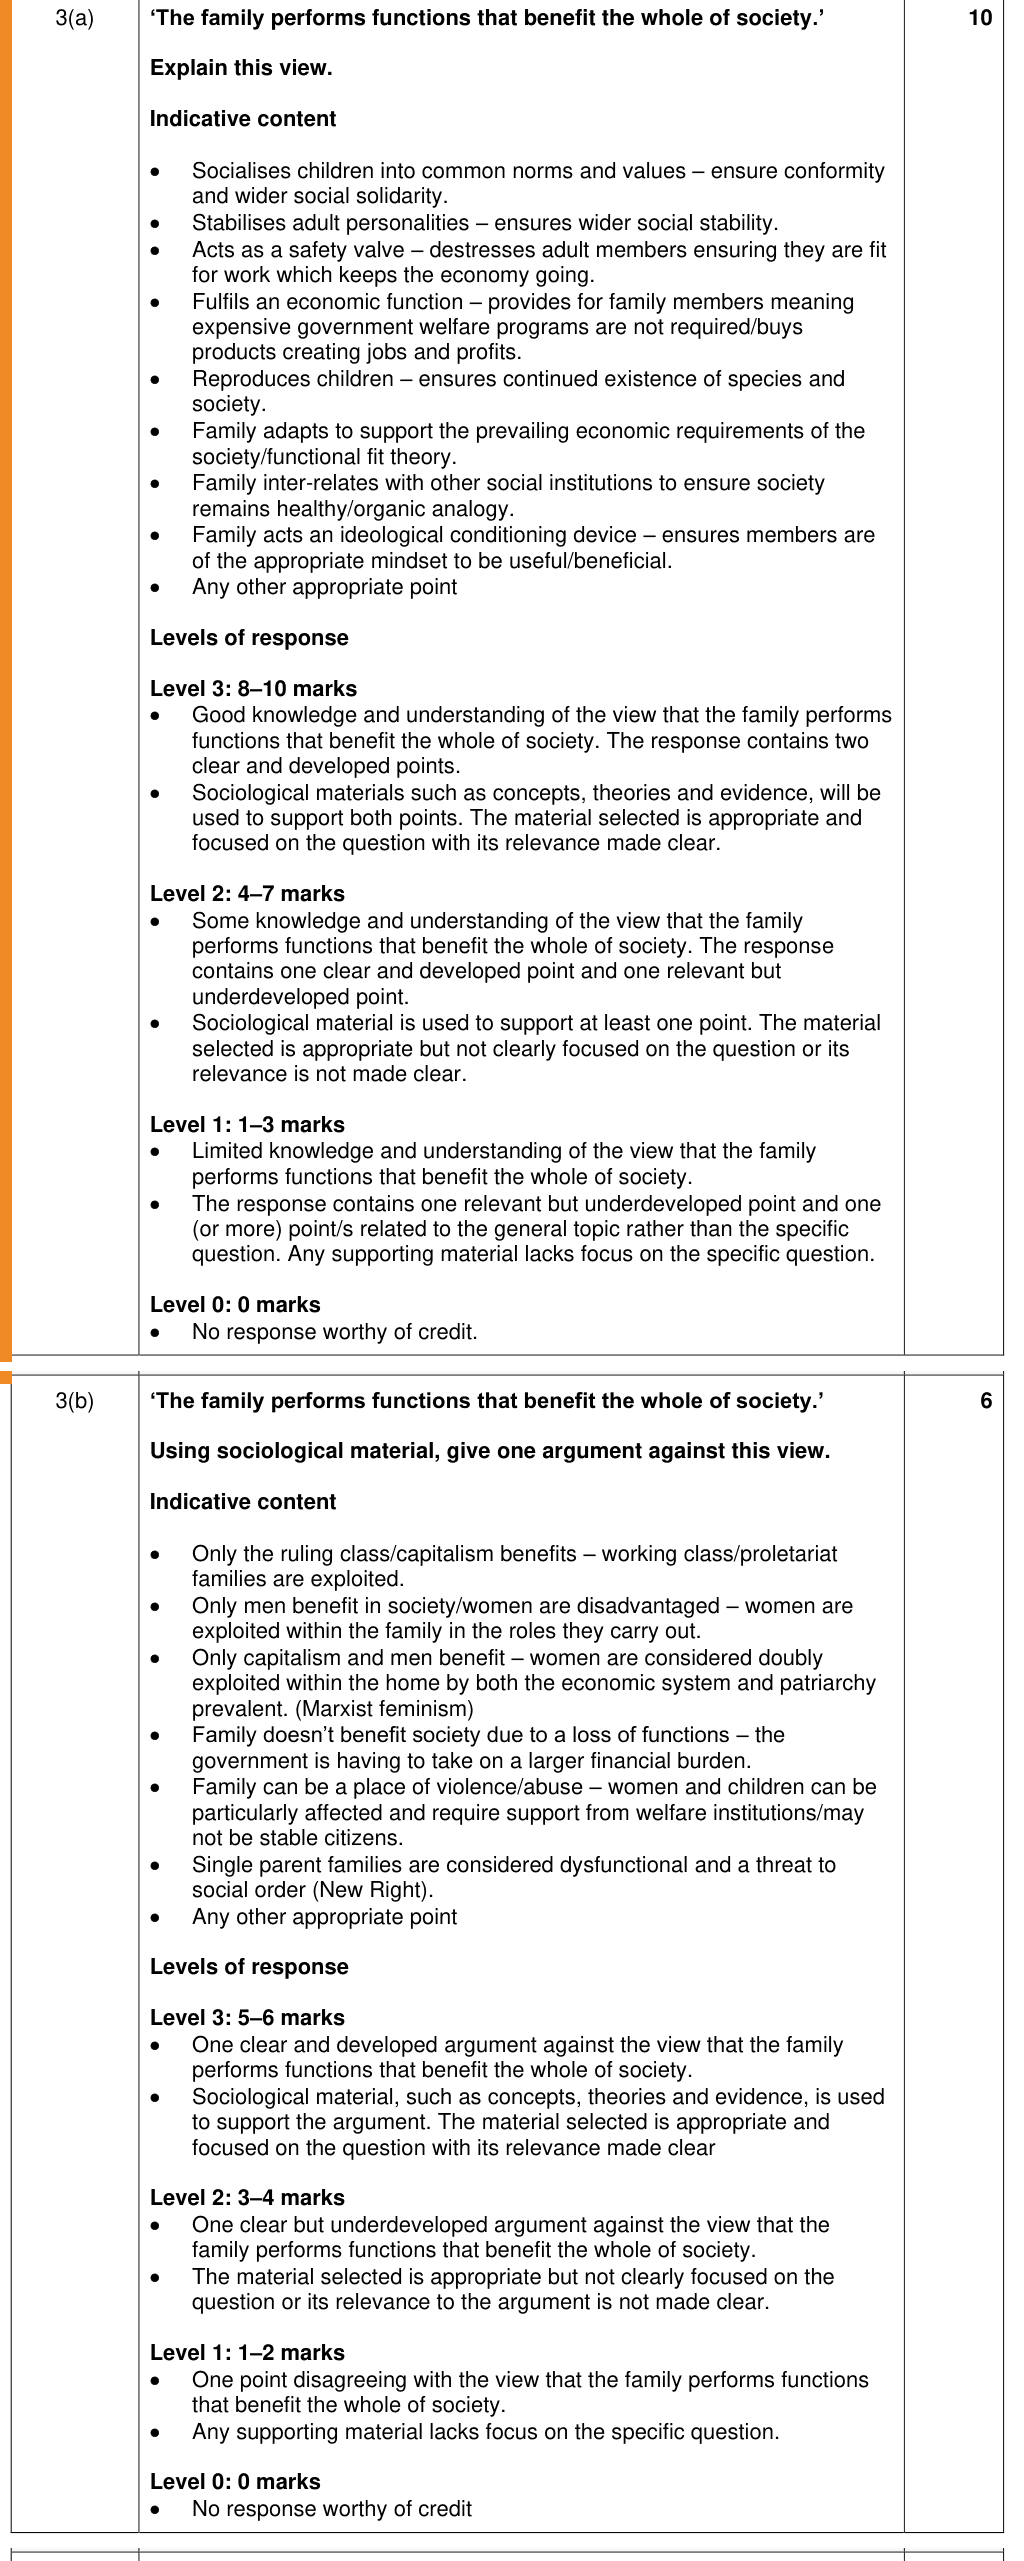 3(a) ‘The family performs functions that benefit the whole of society.’ 10
Explain this view.
Indicative content
• Socialises children into common norms and values – ensure conformity
and wider social solidarity.
• Stabilises adult personalities – ensures wider social stability.
• Acts as a safety valve – destresses adult members ensuring they are fit
for work which keeps the economy going.
• Fulfils an economic function – provides for family members meaning
expensive government welfare programs are not required/buys
products creating jobs and profits.
• Reproduces children – ensures continued existence of species and
society.
• Family adapts to support the prevailing economic requirements of the
society/functional fit theory.
• Family inter-relates with other social institutions to ensure society
remains healthy/organic analogy.
• Family acts an ideological conditioning device – ensures members are
of the appropriate mindset to be useful/beneficial.
• Any other appropriate point
Levels of response
Level 3: 8–10 marks
• Good knowledge and understanding of the view that the family performs
functions that benefit the whole of society. The response contains two
clear and developed points.
• Sociological materials such as concepts, theories and evidence, will be
used to support both points. The material selected is appropriate and
focused on the question with its relevance made clear.
Level 2: 4–7 marks
• Some knowledge and understanding of the view that the family
performs functions that benefit the whole of society. The response
contains one clear and developed point and one relevant but
underdeveloped point.
• Sociological material is used to support at least one point. The material
selected is appropriate but not clearly focused on the question or its
relevance is not made clear.
Level 1: 1–3 marks
• Limited knowledge and understanding of the view that the family
performs functions that benefit the whole of society.
• The response contains one relevant but underdeveloped point and one
(or more) point/s related to the general topic rather than the specific
question. Any supporting material lacks focus on the specific question.
Level 0: 0 marks
• No response worthy of credit.
3(b) ‘The family performs functions that benefit the whole of society.’ 6
Using sociological material, give one argument against this view.
Indicative content
• Only the ruling class/capitalism benefits – working class/proletariat
families are exploited.
• Only men benefit in society/women are disadvantaged – women are
exploited within the family in the roles they carry out.
• Only capitalism and men benefit – women are considered doubly
exploited within the home by both the economic system and patriarchy
prevalent. (Marxist feminism)
• Family doesn’t benefit society due to a loss of functions – the
government is having to take on a larger financial burden.
• Family can be a place of violence/abuse – women and children can be
particularly affected and require support from welfare institutions/may
not be stable citizens.
• Single parent families are considered dysfunctional and a threat to
social order (New Right).
• Any other appropriate point
Levels of response
Level 3: 5–6 marks
• One clear and developed argument against the view that the family
performs functions that benefit the whole of society.
• Sociological material, such as concepts, theories and evidence, is used
to support the argument. The material selected is appropriate and
focused on the question with its relevance made clear
Level 2: 3–4 marks
• One clear but underdeveloped argument against the view that the
family performs functions that benefit the whole of society.
• The material selected is appropriate but not clearly focused on the
question or its relevance to the argument is not made clear.
Level 1: 1–2 marks
• One point disagreeing with the view that the family performs functions
that benefit the whole of society.
• Any supporting material lacks focus on the specific question.
Level 0: 0 marks
• No response worthy of credit